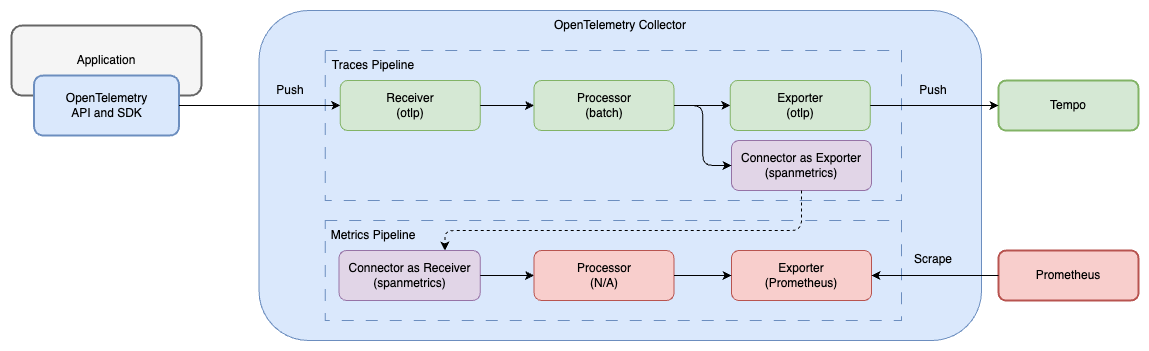 OpenTelemetry Collector
Application
OpenTelemetry
API and SDK
Push
Traces Pipeline
Receiver
(otlp)
Processor
(batch)
Exporter
(otlp)
Push
Tempo
Connector as Exporter
(spanmetrics)
Metrics Pipeline
Connector as Receiver
(spanmetrics)
Processor
(N/A)
Exporter
(Prometheus)
Scrape
Prometheus